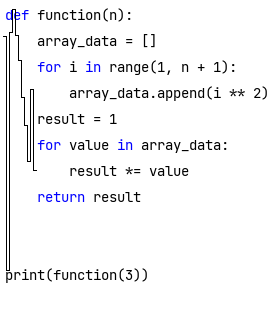 def function(n):
    array_data = []
    for i in range(1, n + 1):
        array_data.append(i ** 2)
    result = 1
    for value in array_data:
        result *= value
    return result
print(function(3))